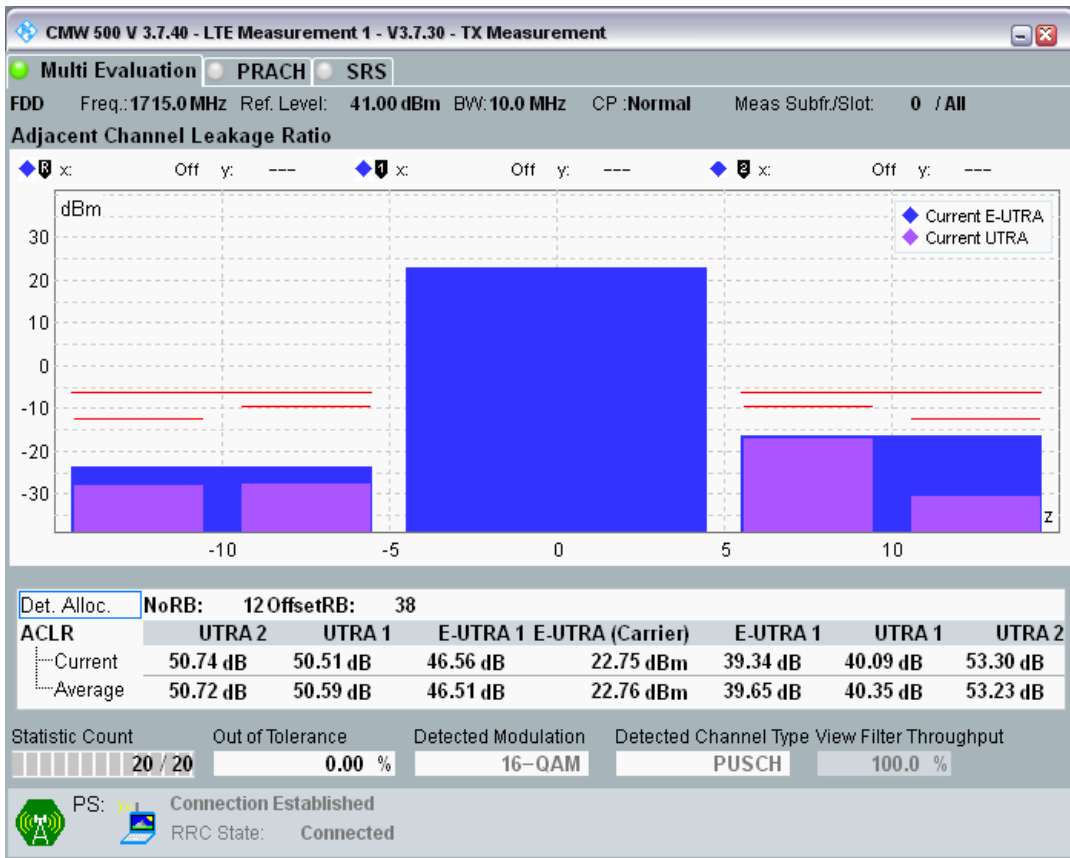 CMW 500 V 3.7.40 - LTE Measurement 1 - V3.7.30 - TX Measurement
Multi Evaluation PRACH SRS
FDD Freq.:1715.0 MHz Ref. Level: 41.00 dBm BW:10.0 MHz CP :Normal Meas Subfr./Slot: 0 / All
Adjacent Channel Leakage Ratio
R x: Off y: --- 1 x: Off y: --- 2 x: Off y: ---
dBm
Current E-UTRA
Current UTRA
30
20
10
0
-10
-20
-30
z
-10 -5 0 5 10
Det. Alloc. NoRB: 12 OffsetRB: 38
ACLR UTRA 2 UTRA 1 E-UTRA 1 E-UTRA (Carrier) E-UTRA 1 UTRA 1 UTRA 2
Current 50.74 dB 50.51 dB 46.56 dB 22.75 dBm 39.34 dB 40.09 dB 53.30 dB
Average 50.72 dB 50.59 dB 46.51 dB 22.76 dBm 39.65 dB 40.35 dB 53.23 dB
Statistic Count Out of Tolerance Detected Modulation Detected Channel Type View Filter Throughput
20 / 20 0.00 % 16-QAM PUSCH 100.0 %
PS: Connection Established
RRC State: Connected